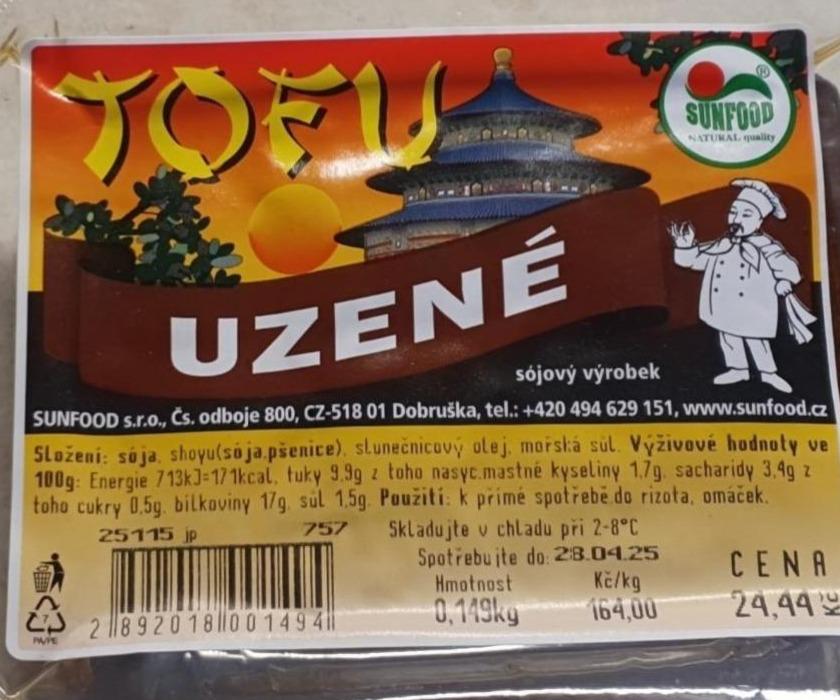 TOFU
SUNFOOD®
NATURAL quality
UZENÉ
sójový výrobek
SUNFOOD s.r.o., Čs. odboje 800, CZ-518 01 Dobruška, tel.: +420 494 629 151, www.sunfood.cz
Složení: sója, shoyu(sója,pšenice), slunečnicový olej, mořská sůl. Výživové hodnoty ve
100g: Energie 713kJ=171kcal, tuky 9,9g z toho nasyc.mastné kyseliny 1,7g, sacharidy 3,4g z
toho cukry 0,5g, bílkoviny 17g, sůl 1,5g. Použití: k přímé spotřebě,do rizota, omáček.
25115 jp 757
Skladujte v chladu při 2-8°C
Spotřebujte do: 28.04.25
Hmotnost Kč/kg CENA
0,149kg 164,00 24,44 Kč
2 892018 001494
7
PA/PE